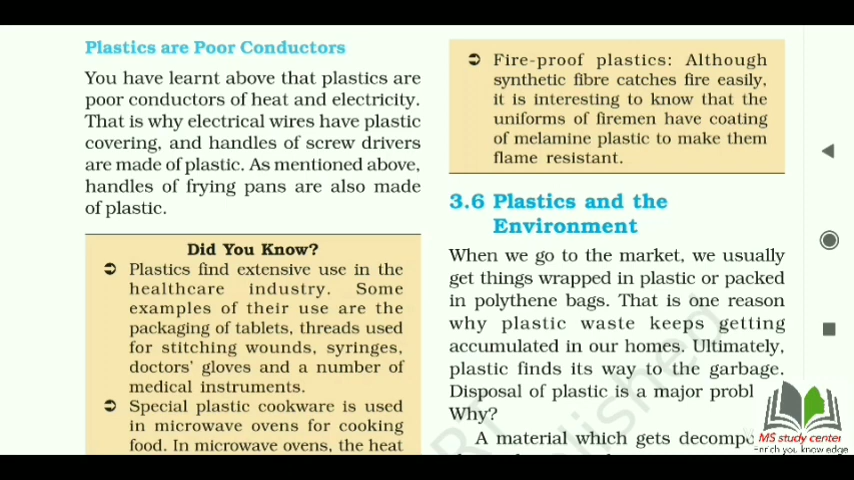 Plastics are Poor Conductors
You have learnt above that plastics are
poor conductors of heat and electricity.
That is why electrical wires have plastic
covering, and handles of screw drivers
are made of plastic. As mentioned above,
handles of frying pans are also made
of plastic.
Did You Know?
➲ Plastics find extensive use in the
healthcare industry. Some
examples of their use are the
packaging of tablets, threads used
for stitching wounds, syringes,
doctors' gloves and a number of
medical instruments.
➲ Special plastic cookware is used
in microwave ovens for cooking
food. In microwave ovens, the heat
➲ Fire-proof plastics: Although
synthetic fibre catches fire easily,
it is interesting to know that the
uniforms of firemen have coating
of melamine plastic to make them
flame resistant.
3.6 Plastics and the
Environment
When we go to the market, we usually
get things wrapped in plastic or packed
in polythene bags. That is one reason
why plastic waste keeps getting
accumulated in our homes. Ultimately,
plastic finds its way to the garbage.
Disposal of plastic is a major probl
Why?
A material which gets decompo
MS study center
Enrich you knowledge